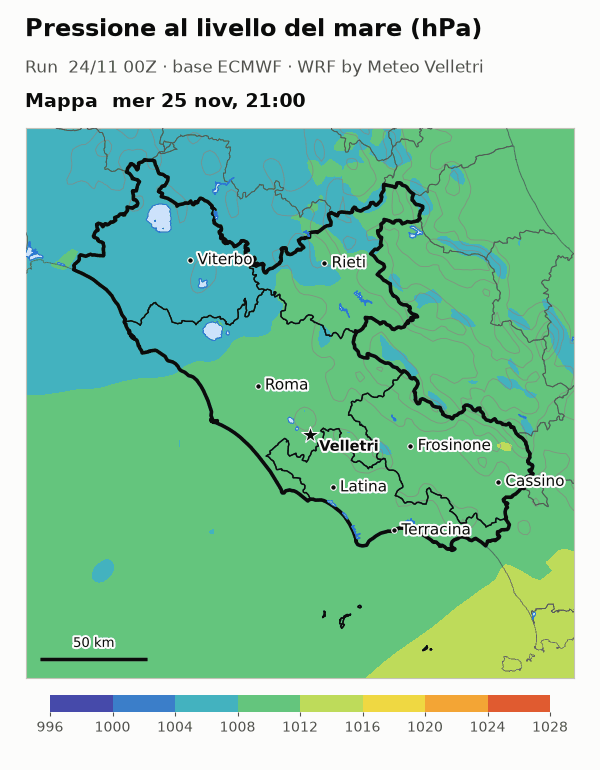 Pressione al livello del mare (hPa)
Run  24/11 00Z · base ECMWF · WRF by Meteo Velletri
Mappa  mer 25 nov, 21:00
Viterbo
Rieti
Roma
Velletri
Frosinone
Latina
Cassino
Terracina
50 km
996 1000 1004 1008 1012 1016 1020 1024 1028